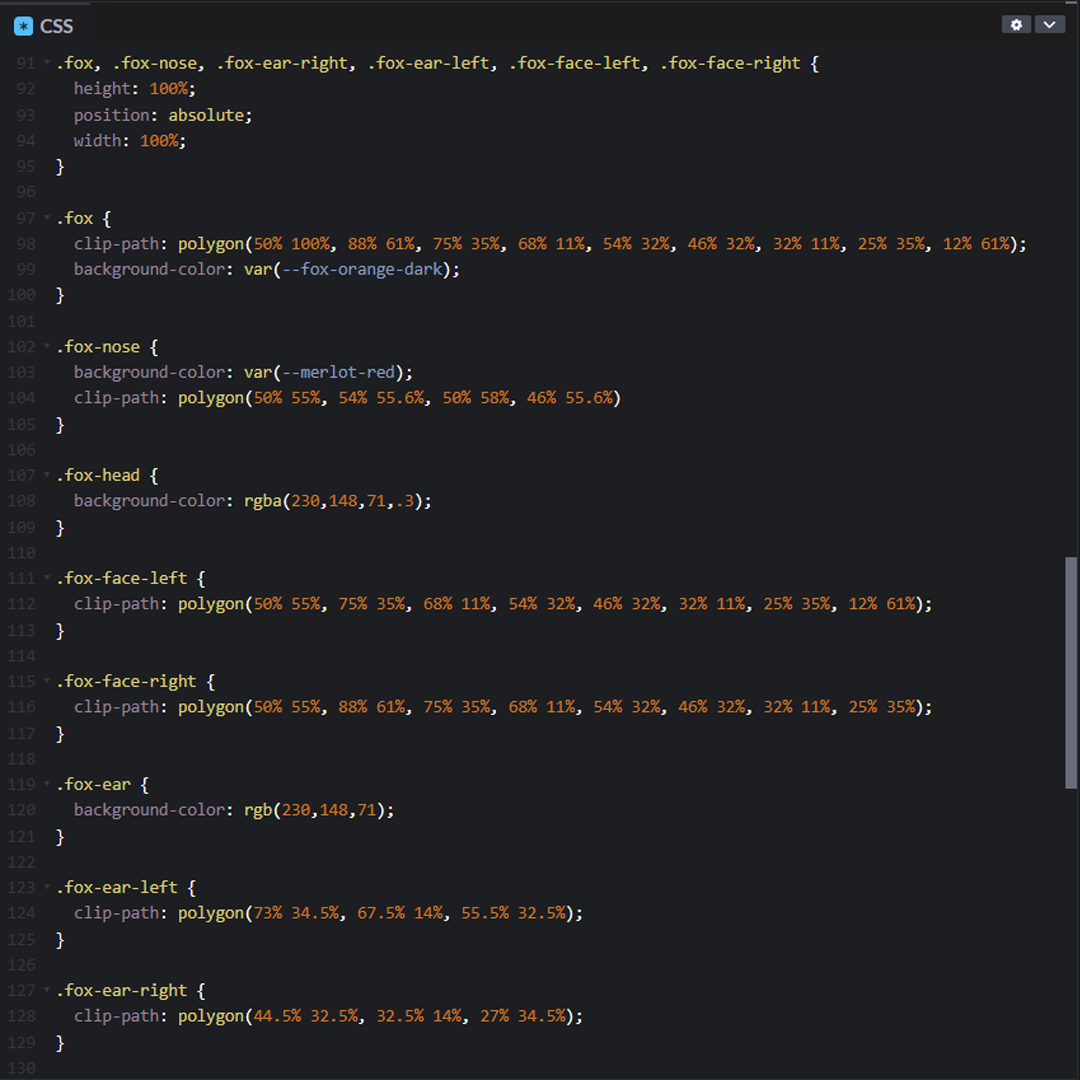 CSS
91 .fox, .fox-nose, .fox-ear-right, .fox-ear-left, .fox-face-left, .fox-face-right {
92 height: 100%;
93 position: absolute;
94 width: 100%;
95 }
96
97 .fox {
98 clip-path: polygon(50% 100%, 88% 61%, 75% 35%, 68% 11%, 54% 32%, 46% 32%, 32% 11%, 25% 35%, 12% 61%);
99 background-color: var(--fox-orange-dark);
100 }
101
102 .fox-nose {
103 background-color: var(--merlot-red);
104 clip-path: polygon(50% 55%, 54% 55.6%, 50% 58%, 46% 55.6%)
105 }
106
107 .fox-head {
108 background-color: rgba(230,148,71,.3);
109 }
110
111 .fox-face-left {
112 clip-path: polygon(50% 55%, 75% 35%, 68% 11%, 54% 32%, 46% 32%, 32% 11%, 25% 35%, 12% 61%);
113 }
114
115 .fox-face-right {
116 clip-path: polygon(50% 55%, 88% 61%, 75% 35%, 68% 11%, 54% 32%, 46% 32%, 32% 11%, 25% 35%);
117 }
118
119 .fox-ear {
120 background-color: rgb(230,148,71);
121 }
122
123 .fox-ear-left {
124 clip-path: polygon(73% 34.5%, 67.5% 14%, 55.5% 32.5%);
125 }
126
127 .fox-ear-right {
128 clip-path: polygon(44.5% 32.5%, 32.5% 14%, 27% 34.5%);
129 }
130